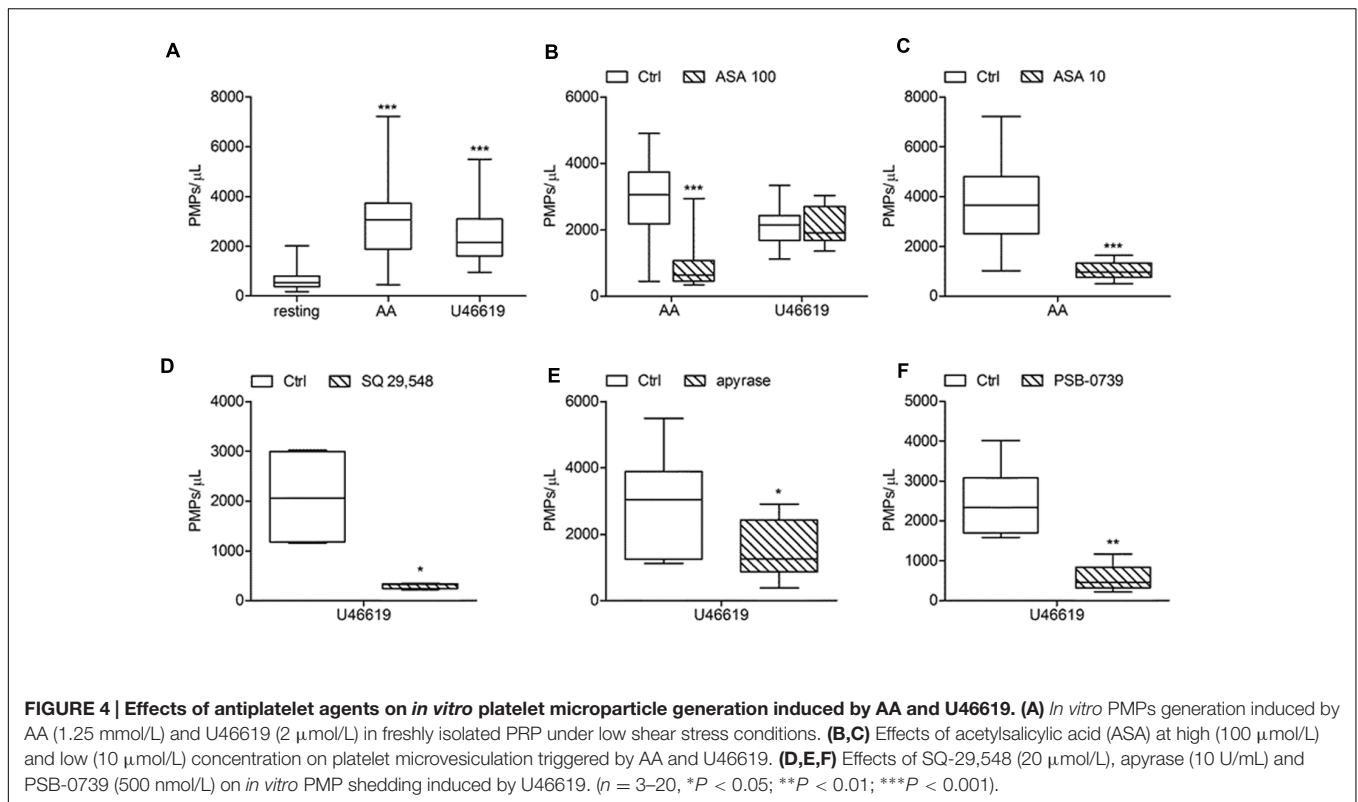 A
B
C
Ctrl
ASA 100
Ctrl
ASA 10
8000
6000
4000
2000
0
PMPs/μL
***
***
resting
AA
U46619
6000
4000
2000
0
PMPs/μL
***
AA
U46619
8000
6000
4000
2000
0
PMPs/μL
***
AA
D
E
F
Ctrl
SQ 29,548
Ctrl
apyrase
Ctrl
PSB-0739
4000
3000
2000
1000
0
PMPs/μL
*
U46619
6000
4000
2000
0
PMPs/μL
*
U46619
5000
4000
3000
2000
1000
0
PMPs/μL
**
U46619
FIGURE 4 | Effects of antiplatelet agents on in vitro platelet microparticle generation induced by AA and U46619. (A) In vitro PMPs generation induced by
AA (1.25 mmol/L) and U46619 (2 μmol/L) in freshly isolated PRP under low shear stress conditions. (B,C) Effects of acetylsalicylic acid (ASA) at high (100 μmol/L)
and low (10 μmol/L) concentration on platelet microvesiculation triggered by AA and U46619. (D,E,F) Effects of SQ-29,548 (20 μmol/L), apyrase (10 U/mL) and
PSB-0739 (500 nmol/L) on in vitro PMP shedding induced by U46619. (n = 3–20, *P < 0.05; **P < 0.01; ***P < 0.001).